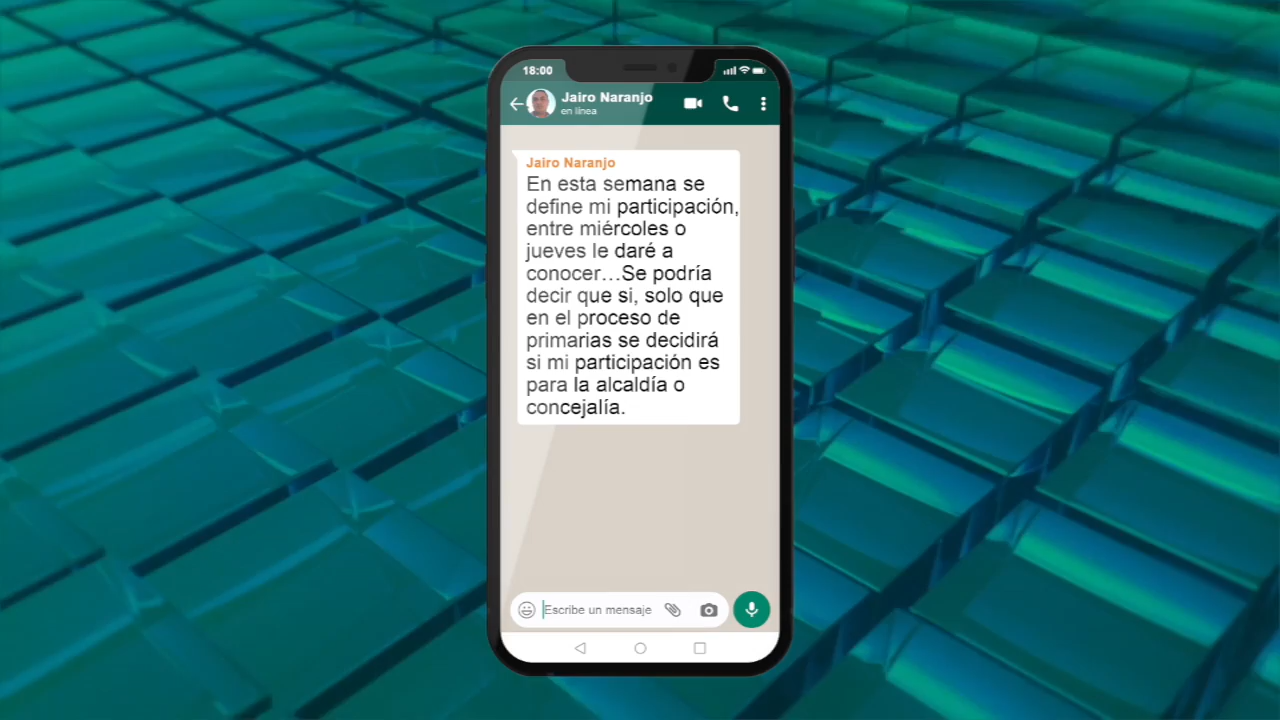 18:00
Jairo Naranjo
en línea
Jairo Naranjo
En esta semana se
define mi participación,
entre miércoles o
jueves le daré a
conocer...Se podría
decir que si, solo que
en el proceso de
primarias se decidirá
si mi participación es
para la alcaldía o
concejalía.
Escribe un mensaje